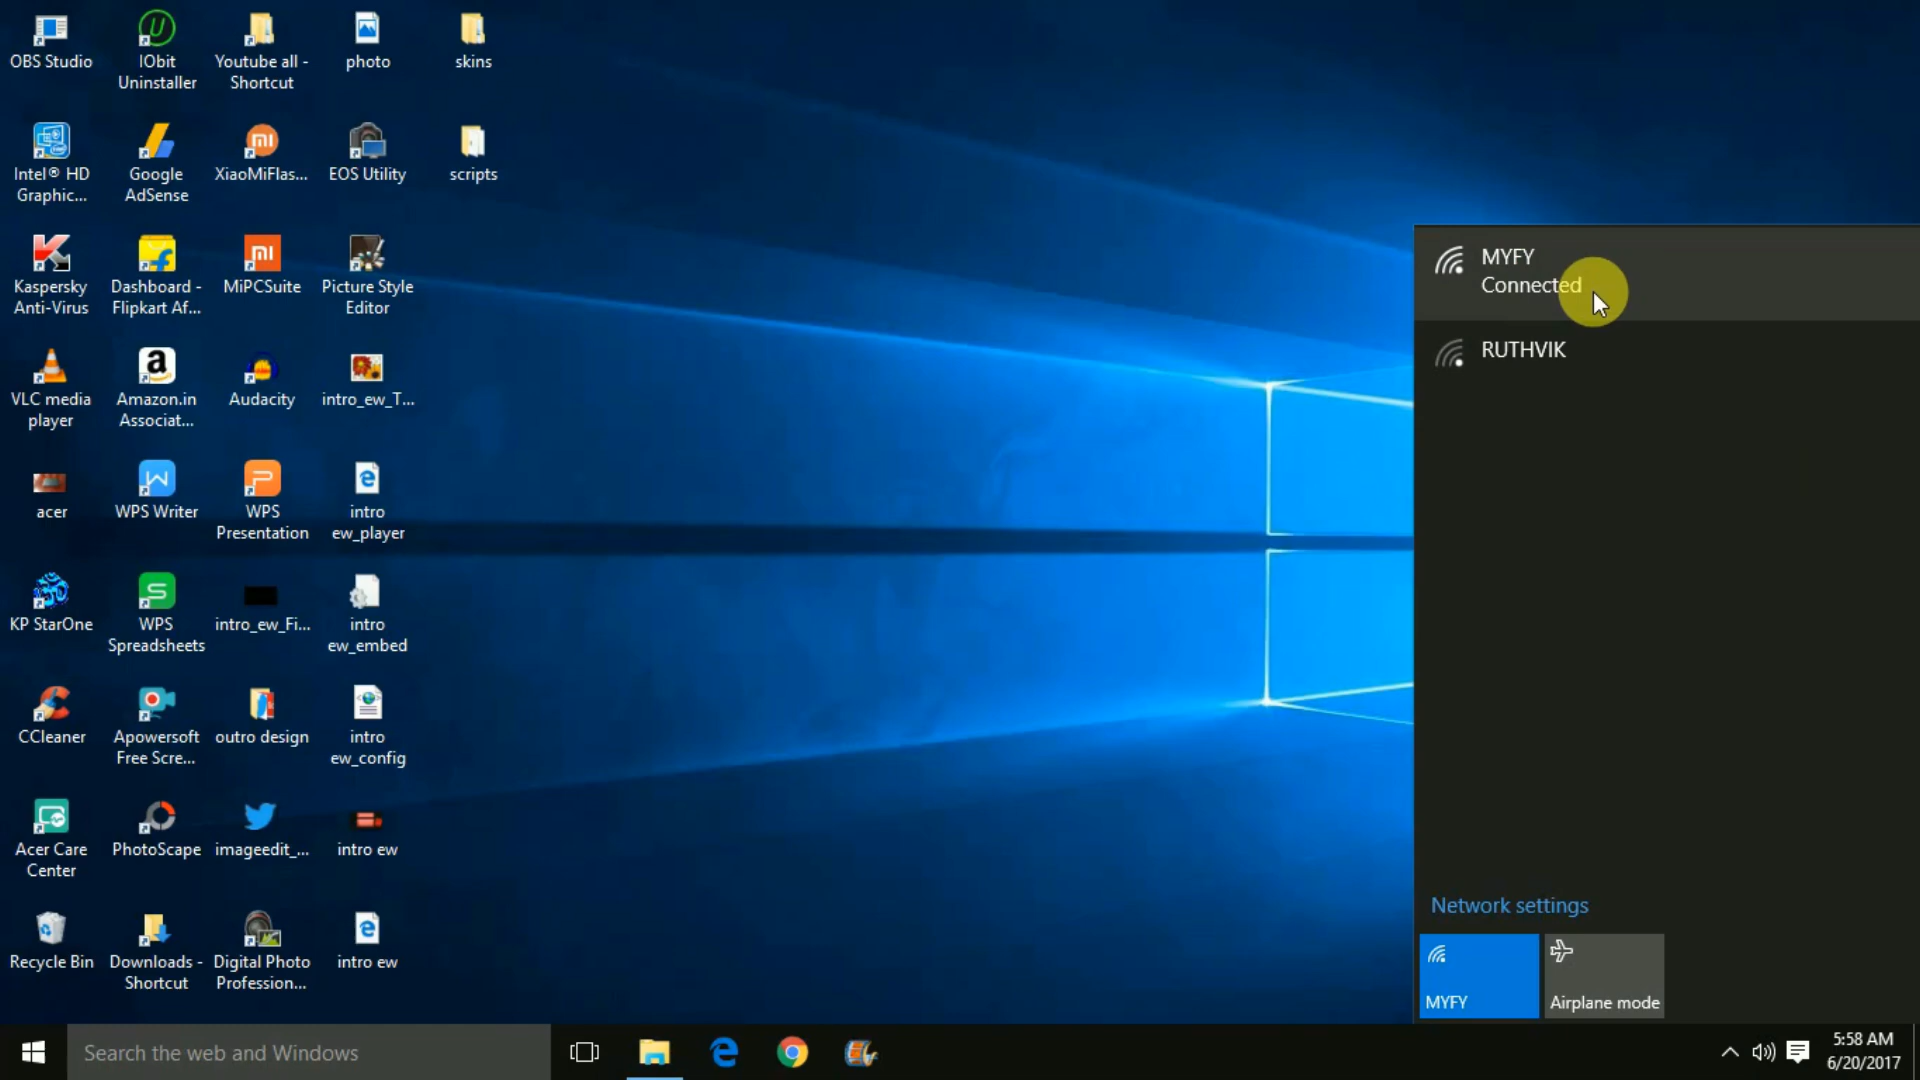 OBS Studio
IObit
Uninstaller
Youtube all -
Shortcut
photo
skins
Intel® HD
Graphic...
Google
AdSense
XiaoMiFlas...
EOS Utility
scripts
Kaspersky
Anti-Virus
Dashboard -
Flipkart Af...
MiPCSuite
Picture Style
Editor
VLC media
player
Amazon.in
Associat...
Audacity
intro_ew_T...
acer
WPS Writer
WPS
Presentation
intro
ew_player
KP StarOne
WPS
Spreadsheets
intro_ew_Fi...
intro
ew_embed
CCleaner
Apowersoft
Free Scre...
outro design
intro
ew_config
Acer Care
Center
PhotoScape
imageedit_...
intro ew
Recycle Bin
Downloads -
Shortcut
Digital Photo
Profession...
intro ew
MYFY
Connected
RUTHVIK
Network settings
MYFY
Airplane mode
Search the web and Windows
5:58 AM
6/20/2017